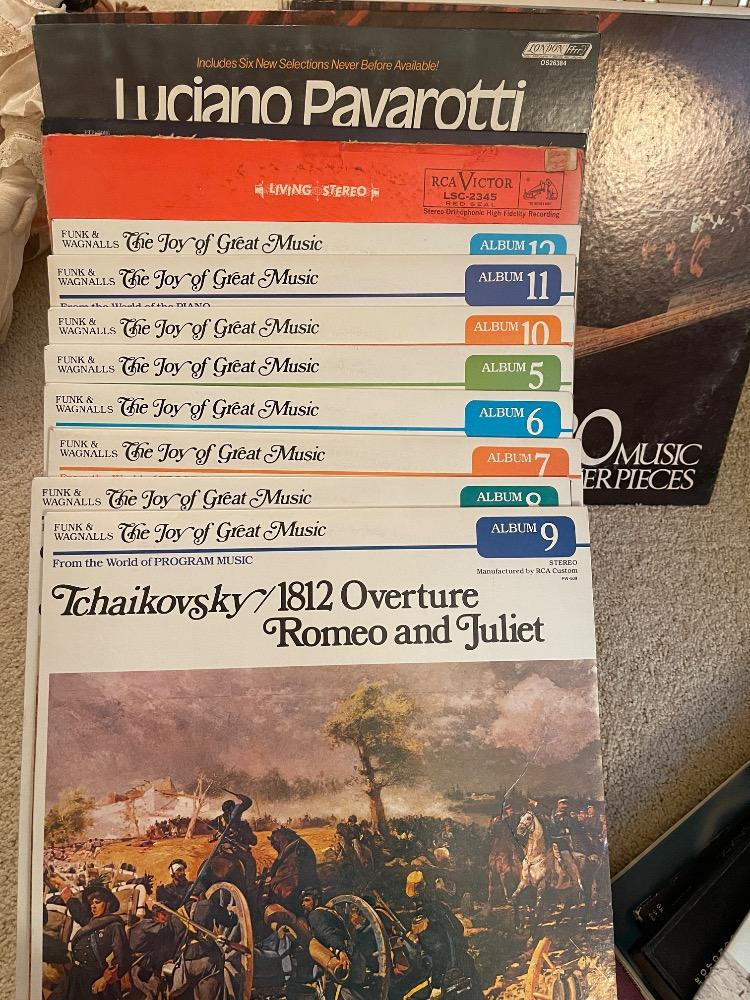 Includes Six New Selections Never Before Available!
LONDON ffrr
OS26384
Luciano Pavarotti
LIVING STEREO
RCA VICTOR
LSC-2345
RED SEAL
Stereo-Orthophonic High Fidelity Recording
FUNK &
WAGNALLS The Joy of Great Music ALBUM 12
FUNK &
WAGNALLS The Joy of Great Music ALBUM 11
From the World of the PIANO
FUNK &
WAGNALLS The Joy of Great Music ALBUM 10
FUNK &
WAGNALLS The Joy of Great Music ALBUM 5
FUNK &
WAGNALLS The Joy of Great Music ALBUM 6
FUNK &
WAGNALLS The Joy of Great Music ALBUM 7
FUNK &
WAGNALLS The Joy of Great Music ALBUM 8
FUNK &
WAGNALLS The Joy of Great Music ALBUM 9
From the World of PROGRAM MUSIC
STEREO
Manufactured by RCA Custom
Tchaikovsky/1812 Overture
Romeo and Juliet
MUSIC